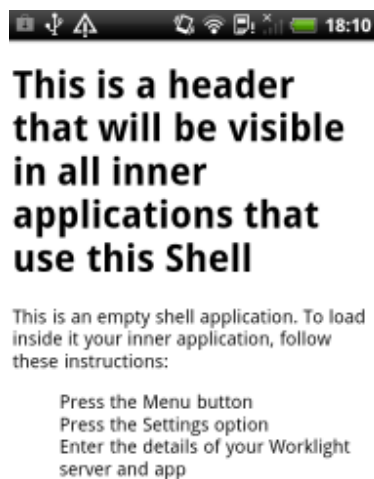 18:10
This is a header
that will be visible
in all inner
applications that
use this Shell
This is an empty shell application. To load
inside it your inner application, follow
these instructions:
Press the Menu button
Press the Settings option
Enter the details of your Worklight
server and app